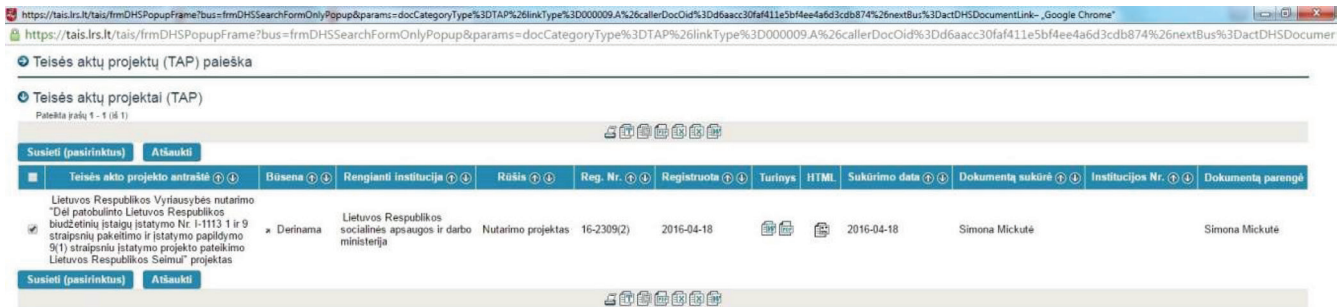 https://tais.lrs.lt/tais/frmDHSPopupFrame?bus=frmDHSSearchFormOnlyPopup&params=docCategoryType%3DTAP%26linkType%3D000009.A%26callerDocOid%3Dd6aacc30faf411e5bf4ee4a6d3cdb874%26nextBus%3DactDHSDocumentLink– „Google Chrome"
https://tais.lrs.lt/tais/frmDHSPopupFrame?bus=frmDHSSearchFormOnlyPopup&params=docCategoryType%3DTAP%26linkType%3D000009.A%26callerDocOid%3Dd6aacc30faf411e5bf4ee4a6d3cdb874%26nextBus%3DactDHSDocumer
Teisės aktų projektų (TAP) paieška
Teisės aktų projektai (TAP)
Pateikta įrašų 1 - 1 (iš 1)
Susieti (pasirinktus) Atšaukti
Teisės akto projekto antraštė Būsena Rengianti institucija Rūšis Reg. Nr. Registruota Turinys HTML Sukūrimo data Dokumentą sukūrė Institucijos Nr. Dokumentą parengė
Lietuvos Respublikos Vyriausybės nutarimo
"Dėl patobulinto Lietuvos Respublikos
biudžetinių įstaigų įstatymo Nr. I-1113 1 ir 9
straipsnių pakeitimo ir įstatymo papildymo
9(1) straipsniu įstatymo projekto pateikimo
Lietuvos Respublikos Seimui" projektas
Derinama
Lietuvos Respublikos
socialinės apsaugos ir darbo
ministerija
Nutarimo projektas 16-2309(2) 2016-04-18 2016-04-18 Simona Mickutė Simona Mickutė
Susieti (pasirinktus) Atšaukti